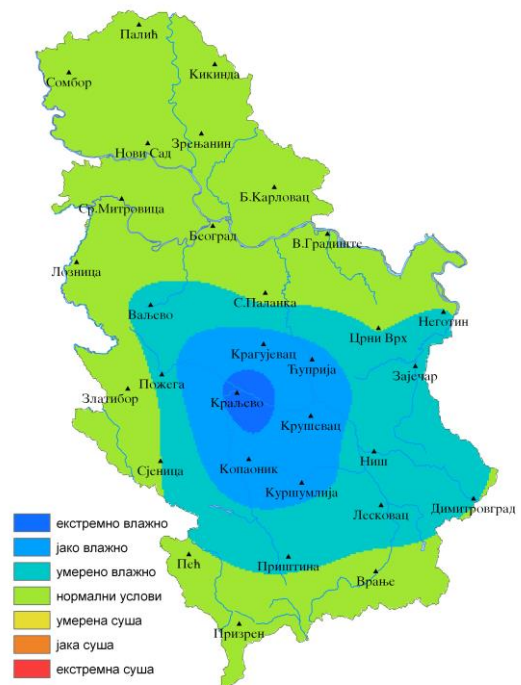 Палић
Сомбор
Кикинда
Зрењанин
Нови Сад
Б.Карловац
Ср.Митровица
Београд
В.Градиште
Лозница
С.Паланка
Ваљево
Неготин
Црни Врх
Крагујевац
Ћуприја
Зајечар
Пожега
Златибор
Краљево
Крушевац
Ниш
Сјеница
Копаоник
Куршумлија
Димитровград
Лесковац
Пећ
Приштина
Врање
Призрен
екстремно влажно
јако влажно
умерено влажно
нормални услови
умерена суша
јака суша
екстремна суша